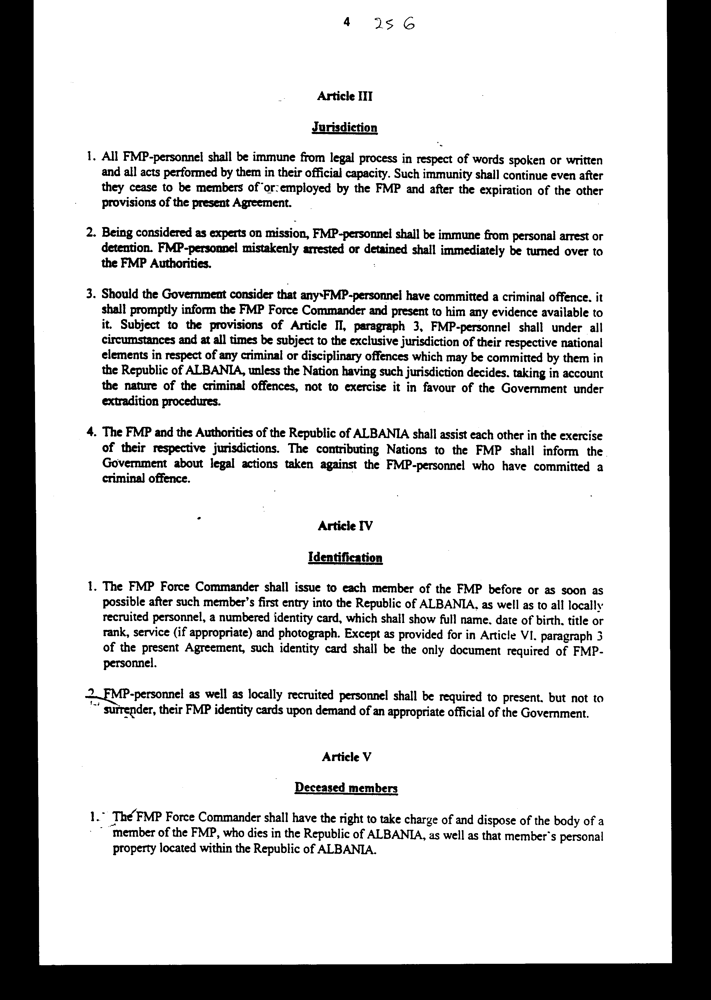 4 256
Article III
Jurisdiction
1. All FMP-personnel shall be immune from legal process in respect of words spoken or written
and all acts performed by them in their official capacity. Such immunity shall continue even after
they cease to be members of or employed by the FMP and after the expiration of the other
provisions of the present Agreement.
2. Being considered as experts on mission, FMP-personnel shall be immune from personal arrest or
detention. FMP-personnel mistakenly arrested or detained shall immediately be turned over to
the FMP Authorities.
3. Should the Government consider that any FMP-personnel have committed a criminal offence. it
shall promptly inform the FMP Force Commander and present to him any evidence available to
it. Subject to the provisions of Article II, paragraph 3, FMP-personnel shall under all
circumstances and at all times be subject to the exclusive jurisdiction of their respective national
elements in respect of any criminal or disciplinary offences which may be committed by them in
the Republic of ALBANIA, unless the Nation having such jurisdiction decides. taking in account
the nature of the criminal offences, not to exercise it in favour of the Government under
extradition procedures.
4. The FMP and the Authorities of the Republic of ALBANIA shall assist each other in the exercise
of their respective jurisdictions. The contributing Nations to the FMP shall inform the
Government about legal actions taken against the FMP-personnel who have committed a
criminal offence.
Article IV
Identification
1. The FMP Force Commander shall issue to each member of the FMP before or as soon as
possible after such member's first entry into the Republic of ALBANIA, as well as to all locally
recruited personnel, a numbered identity card, which shall show full name. date of birth. title or
rank, service (if appropriate) and photograph. Except as provided for in Article VI. paragraph 3
of the present Agreement, such identity card shall be the only document required of FMP-
personnel.
2. FMP-personnel as well as locally recruited personnel shall be required to present. but not to
surrender, their FMP identity cards upon demand of an appropriate official of the Government.
Article V
Deceased members
1. The FMP Force Commander shall have the right to take charge of and dispose of the body of a
member of the FMP, who dies in the Republic of ALBANIA, as well as that member's personal
property located within the Republic of ALBANIA.